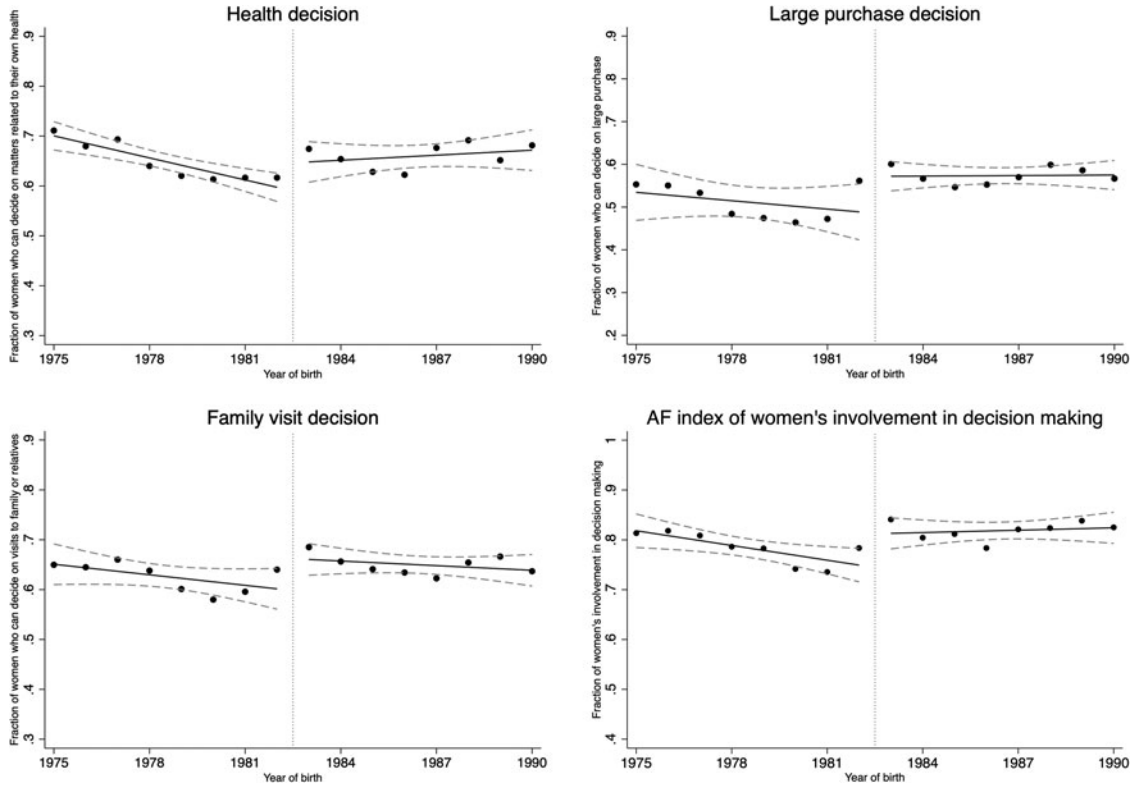 Health decision
Fraction of women who can decide on matters related to their own health
.9
.8
.7
.6
.5
.4
.3
1975 1978 1981 1984 1987 1990
Year of birth
Large purchase decision
Fraction of women who can decide on large purchase
.9
.8
.7
.6
.5
.4
.3
.2
1975 1978 1981 1984 1987 1990
Year of birth
Family visit decision
Fraction of women who can decide on visits to family or relatives
.9
.8
.7
.6
.5
.4
.3
1975 1978 1981 1984 1987 1990
Year of birth
AF index of women's involvement in decision making
Fraction of women's involvement in decision making
1
.9
.8
.7
.6
.5
.4
1975 1978 1981 1984 1987 1990
Year of birth